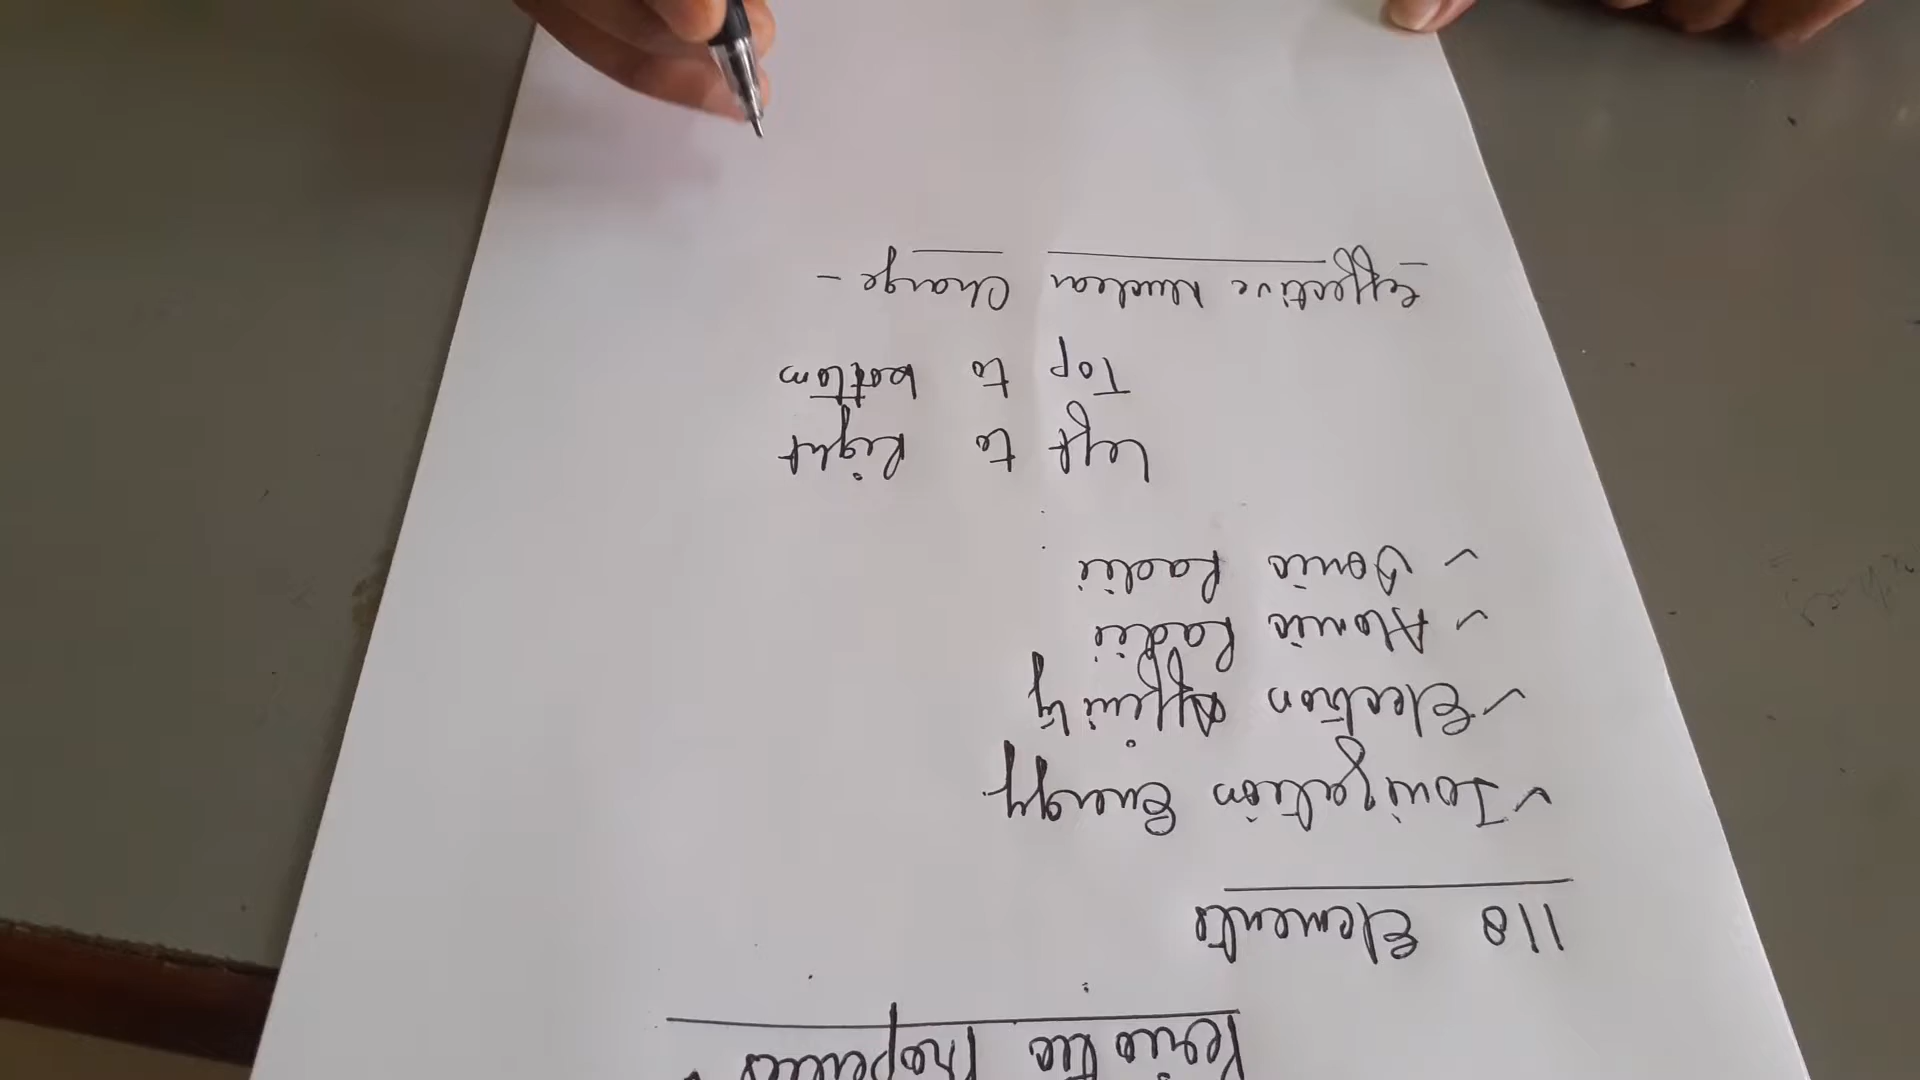 Periodic Properties
118 Elements
✓ Ionization Energy
✓ Electron Affinity
✓ Atomic Radii
✓ Ionic Radii
Left to Right
Top to bottom
Effective Nuclear Charge -